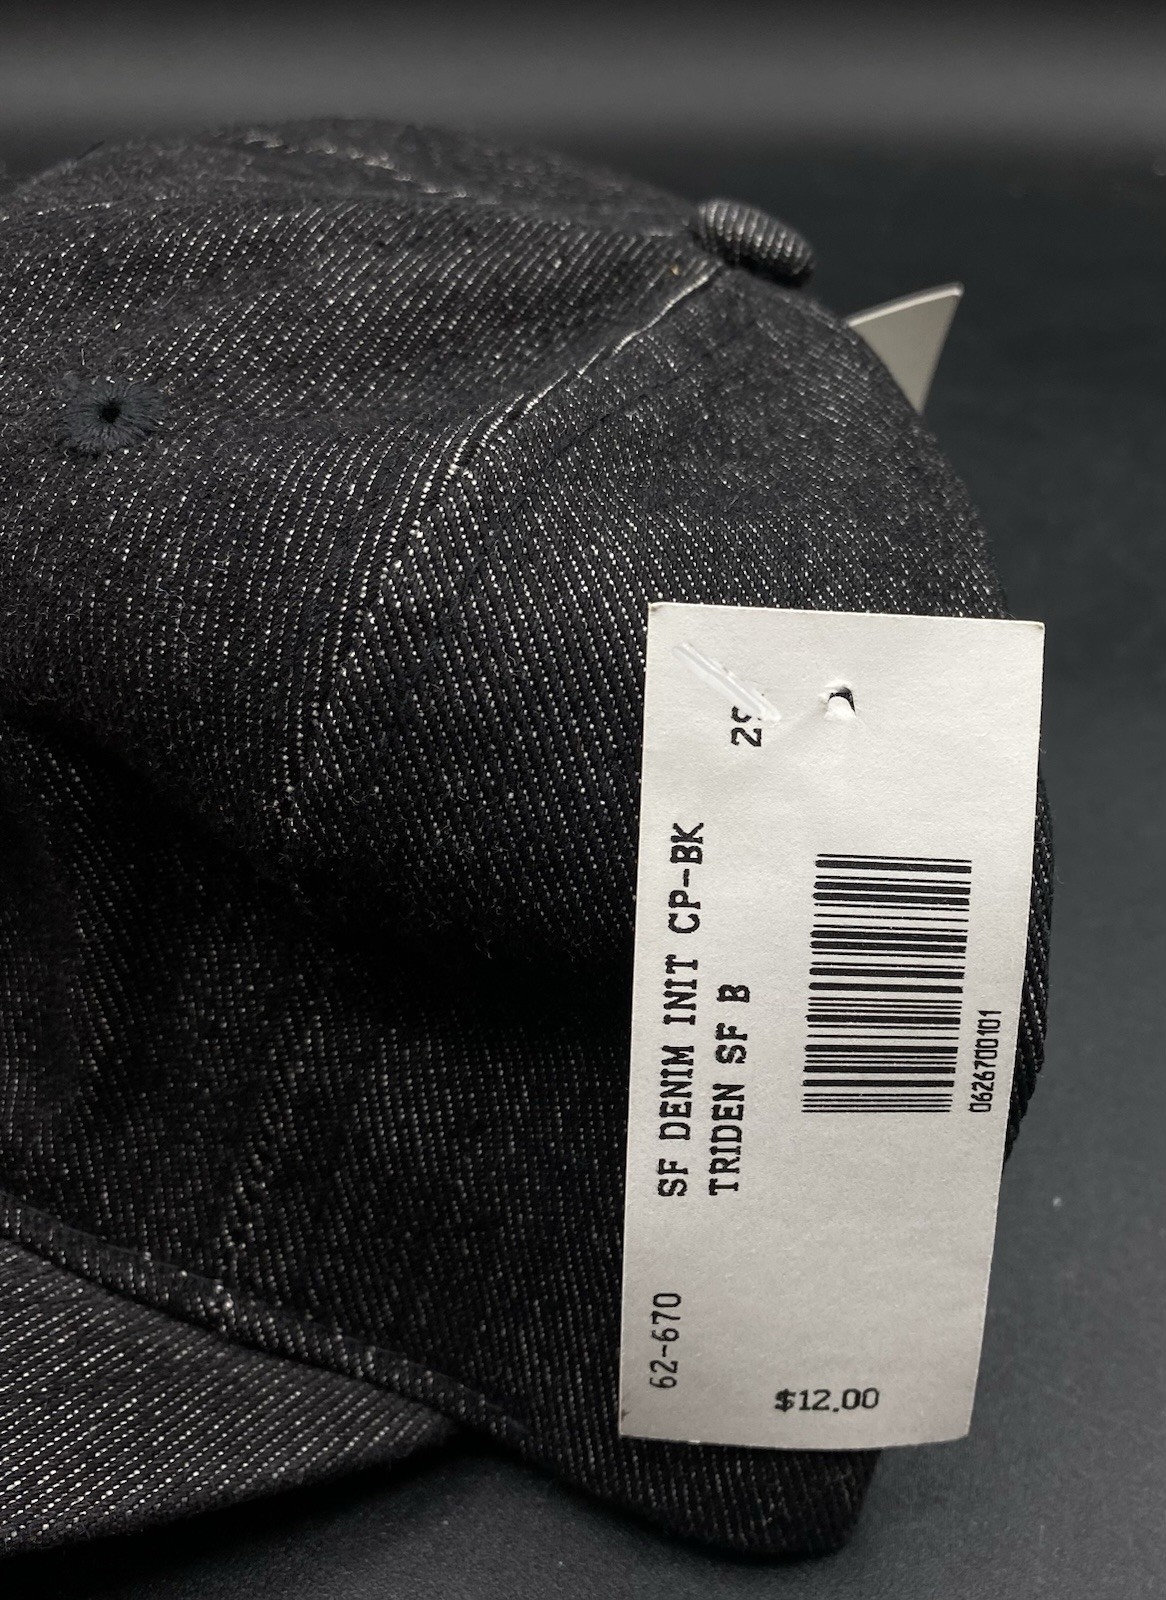 SF DENIM INIT CP-BK
TRIDEN SF B
0626700101
62-670
$12.00